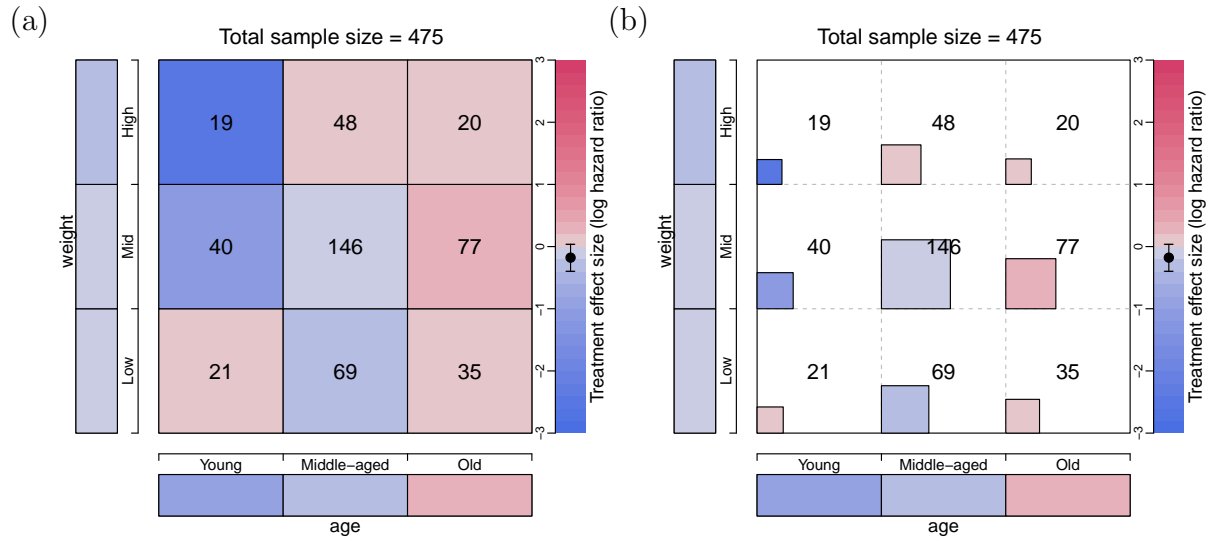 (a)
Total sample size = 475
weight
High
Mid
Low
19
48
20
40
146
77
21
69
35
Young
Middle−aged
Old
age
3
2
1
0
−1
−2
−3
Treatment effect size (log hazard ratio)
(b)
Total sample size = 475
weight
High
Mid
Low
19
48
20
40
146
77
21
69
35
Young
Middle−aged
Old
age
3
2
1
0
−1
−2
−3
Treatment effect size (log hazard ratio)